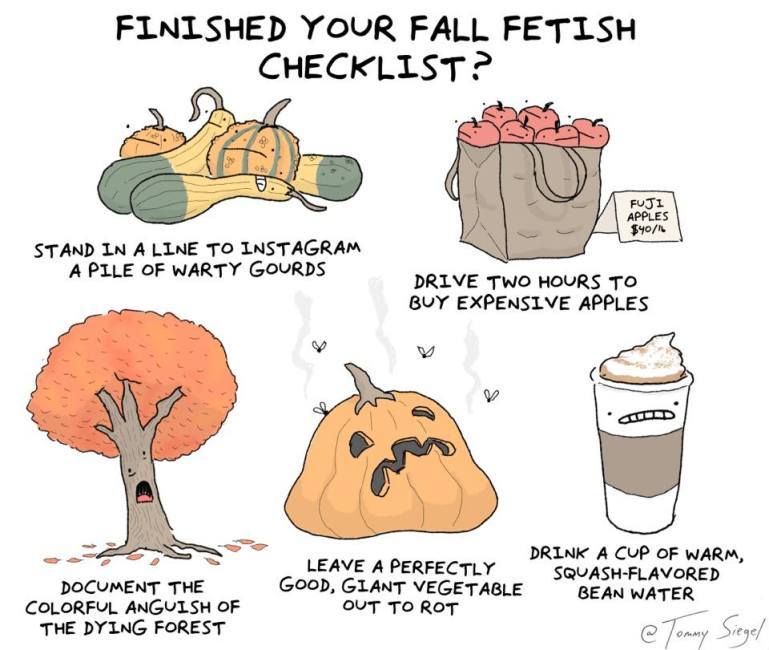 FINISHED YOUR FALL FETISH
CHECKLIST?
STAND IN A LINE TO INSTAGRAM
A PILE OF WARTY GOURDS
FUJI
APPLES
$40/lb
DRIVE TWO HOURS TO
BUY EXPENSIVE APPLES
DOCUMENT THE
COLORFUL ANGUISH OF
THE DYING FOREST
LEAVE A PERFECTLY
GOOD, GIANT VEGETABLE
OUT TO ROT
DRINK A CUP OF WARM,
SQUASH-FLAVORED
BEAN WATER
@Tommy Siegel